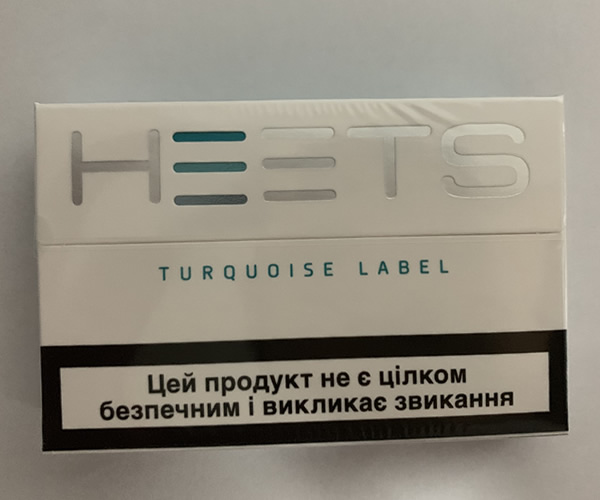 HEETS
TURQUOISE LABEL
Цей продукт не є цілком
безпечним і викликає звикання